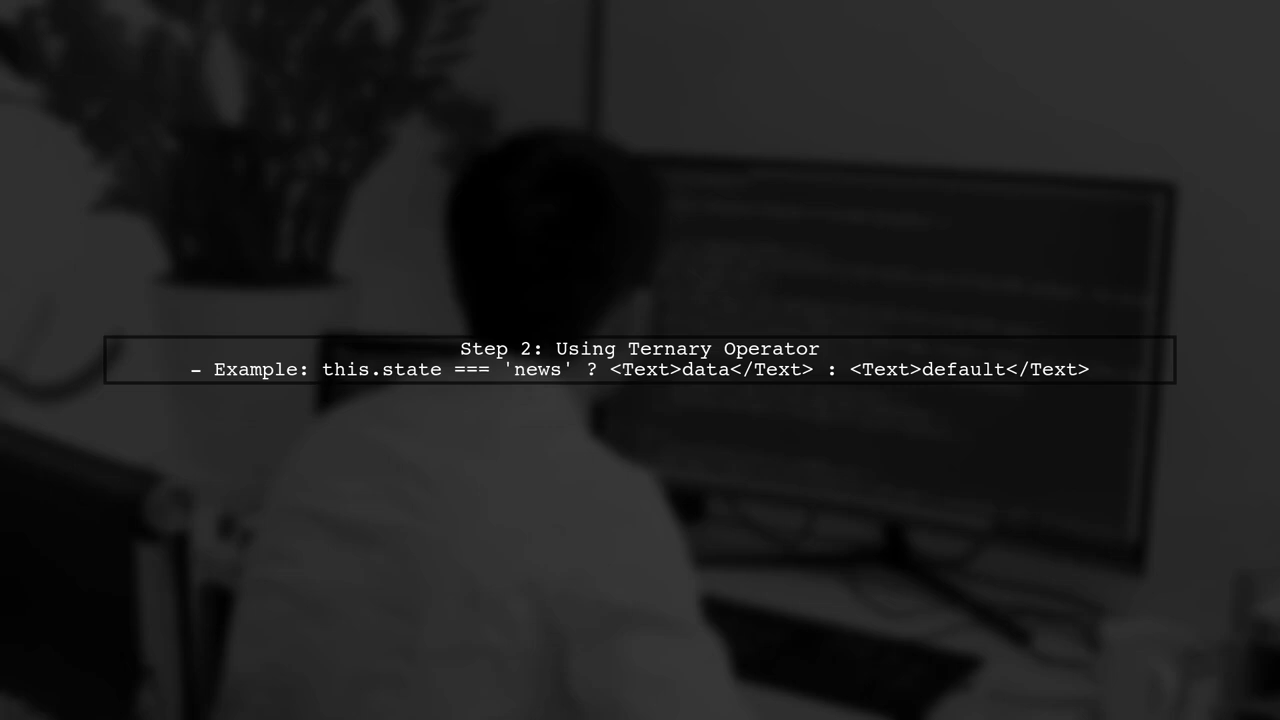 Step 2: Using Ternary Operator
- Example: this.state === 'news' ? <Text>data</Text> : <Text>default</Text>